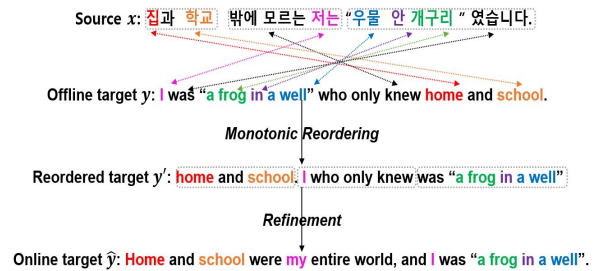 Source x: 집과 학교 밖에 모르는 저는 “우물 안 개구리 ” 였습니다.
Offline target y: I was “a frog in a well” who only knew home and school.
Monotonic Reordering
Reordered target y′: home and school. I who only knew was “a frog in a well”
Refinement
Online target ŷ: Home and school were my entire world, and I was “a frog in a well”.